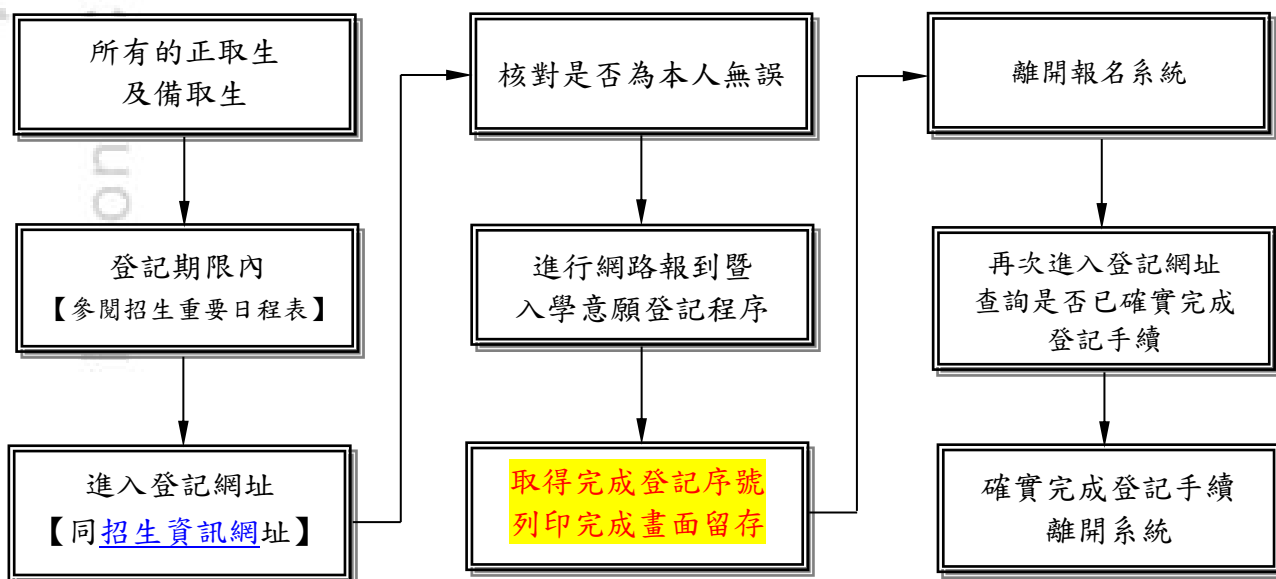 所有的正取生
及備取生
登記期限內
【參閱招生重要日程表】
進入登記網址
【同招生資訊網址】
核對是否為本人無誤
進行網路報到暨
入學意願登記程序
取得完成登記序號
列印完成畫面留存
離開報名系統
再次進入登記網址
查詢是否已確實完成
登記手續
確實完成登記手續
離開系統
on